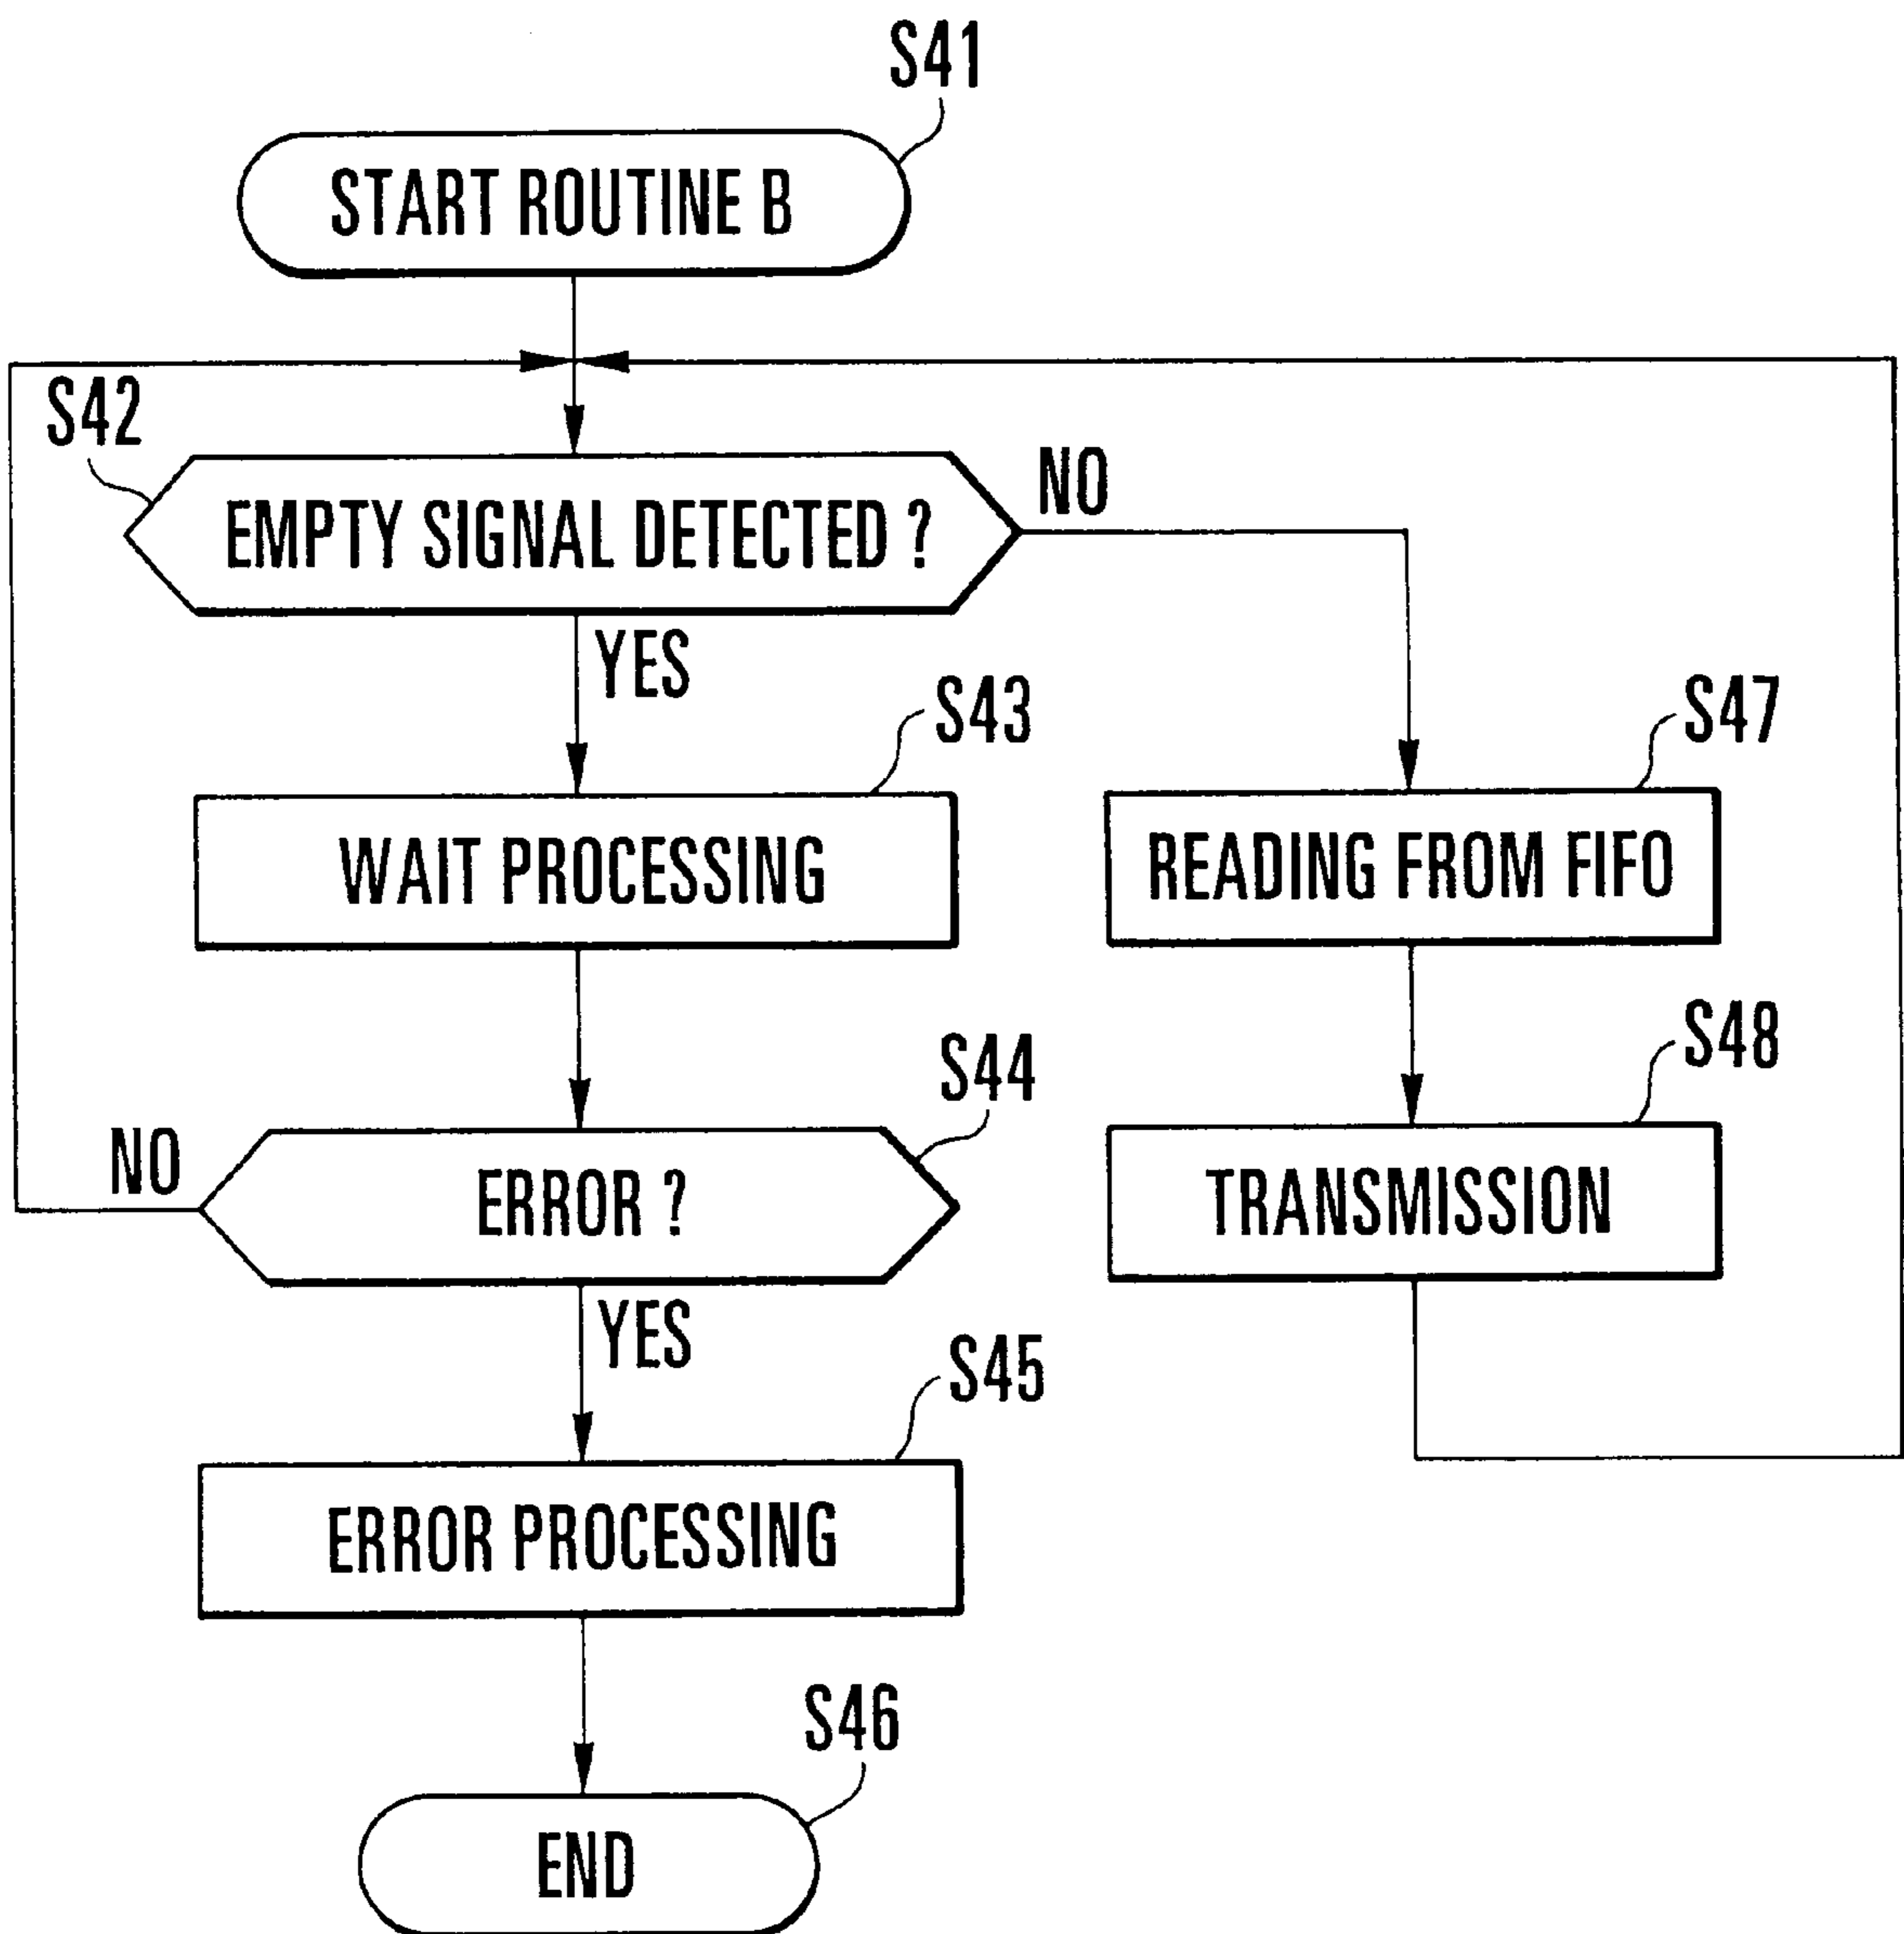 S41
START ROUTINE B
S42
EMPTY SIGNAL DETECTED ?
NO
YES
S43
WAIT PROCESSING
S47
READING FROM FIFO
S44
ERROR ?
NO
YES
S48
TRANSMISSION
S45
ERROR PROCESSING
S46
END